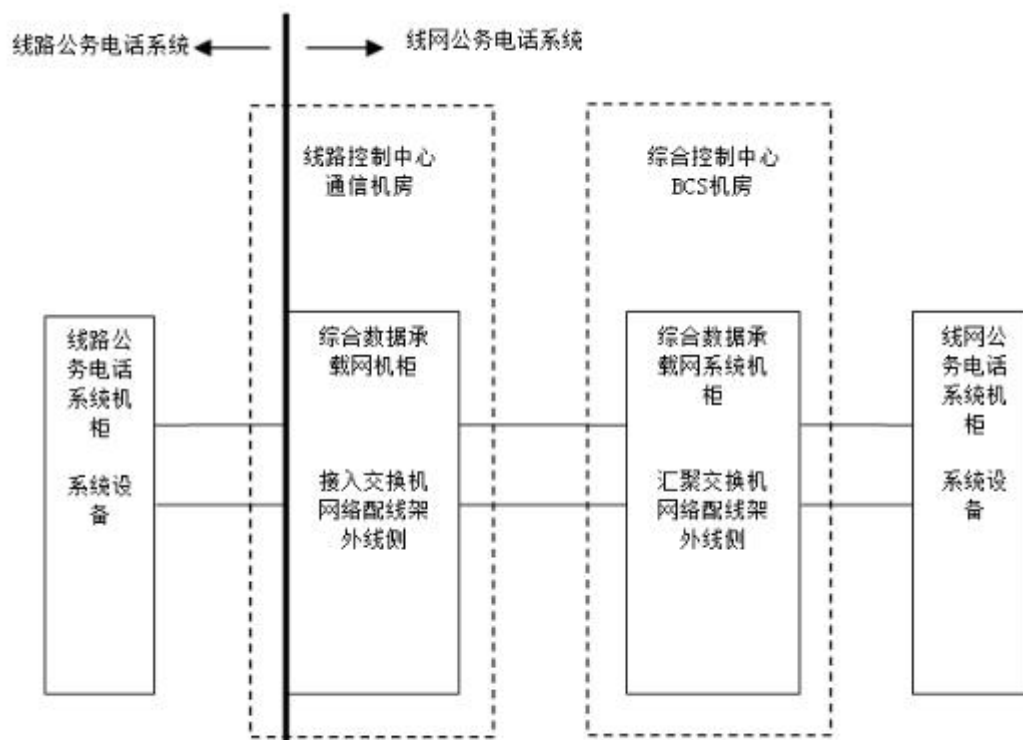 线路公务电话系统
线网公务电话系统
线路控制中心
通信机房
综合控制中心
BCS机房
线路公
务电话
系统机
柜
系统设
备
综合数据承
载网机柜
接入交换机
网络配线架
外线侧
综合数据承
载网系统机
柜
汇聚交换机
网络配线架
外线侧
线网公
务电话
系统机
柜
系统设
备